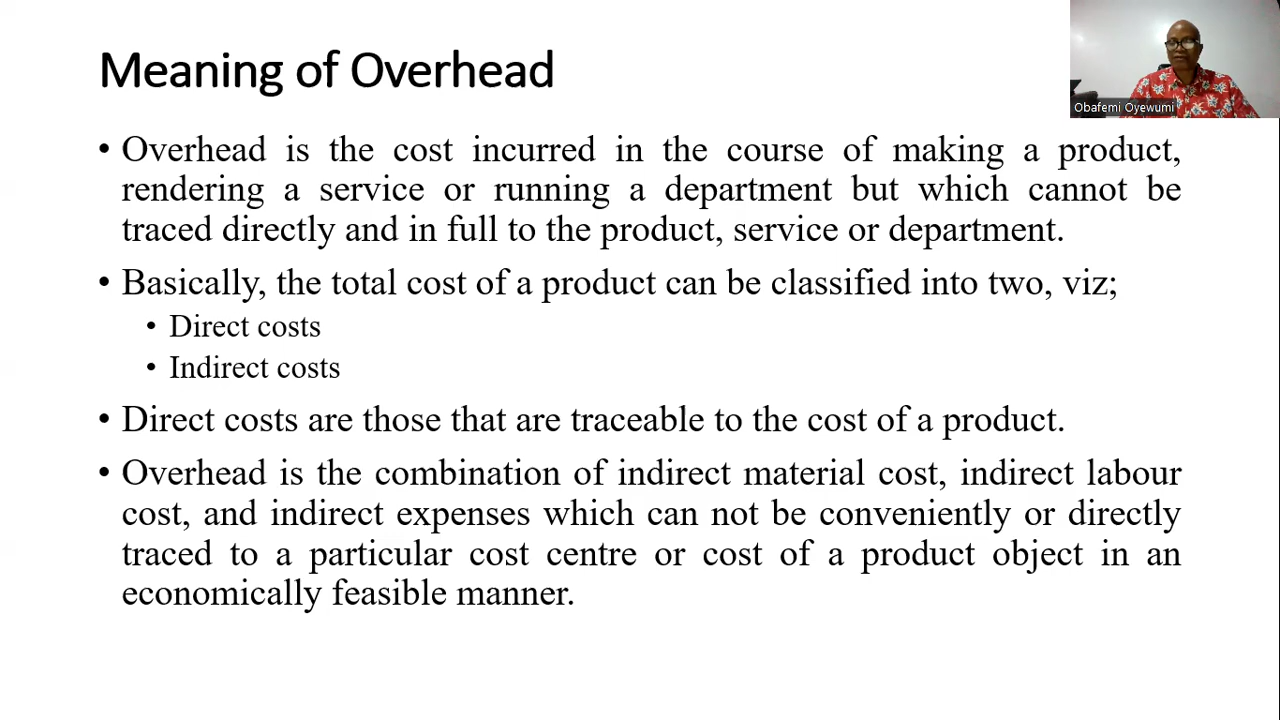 Meaning of Overhead
Obafemi Oyewumi
• Overhead is the cost incurred in the course of making a product,
rendering a service or running a department but which cannot be
traced directly and in full to the product, service or department.
• Basically, the total cost of a product can be classified into two, viz;
• Direct costs
• Indirect costs
• Direct costs are those that are traceable to the cost of a product.
• Overhead is the combination of indirect material cost, indirect labour
cost, and indirect expenses which can not be conveniently or directly
traced to a particular cost centre or cost of a product object in an
economically feasible manner.